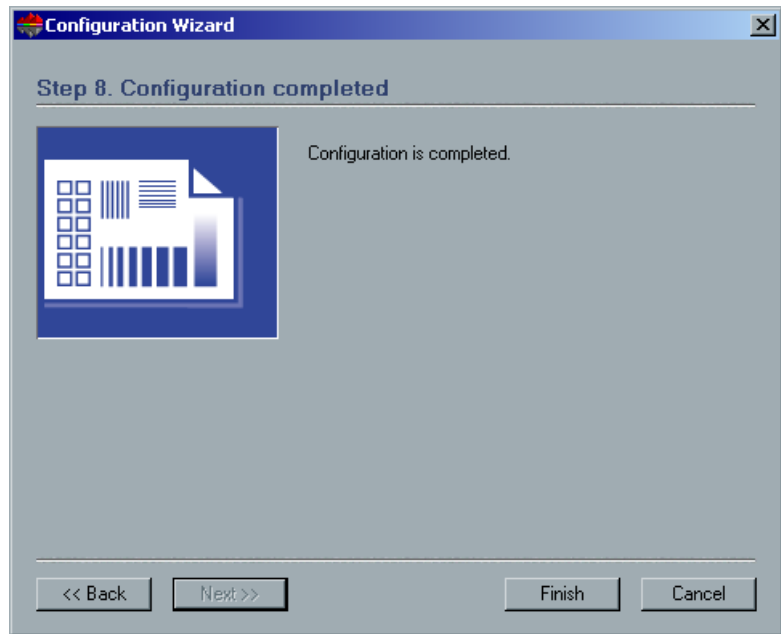 Configuration Wizard
Step 8. Configuration completed
Configuration is completed.
<< Back Next >> Finish Cancel